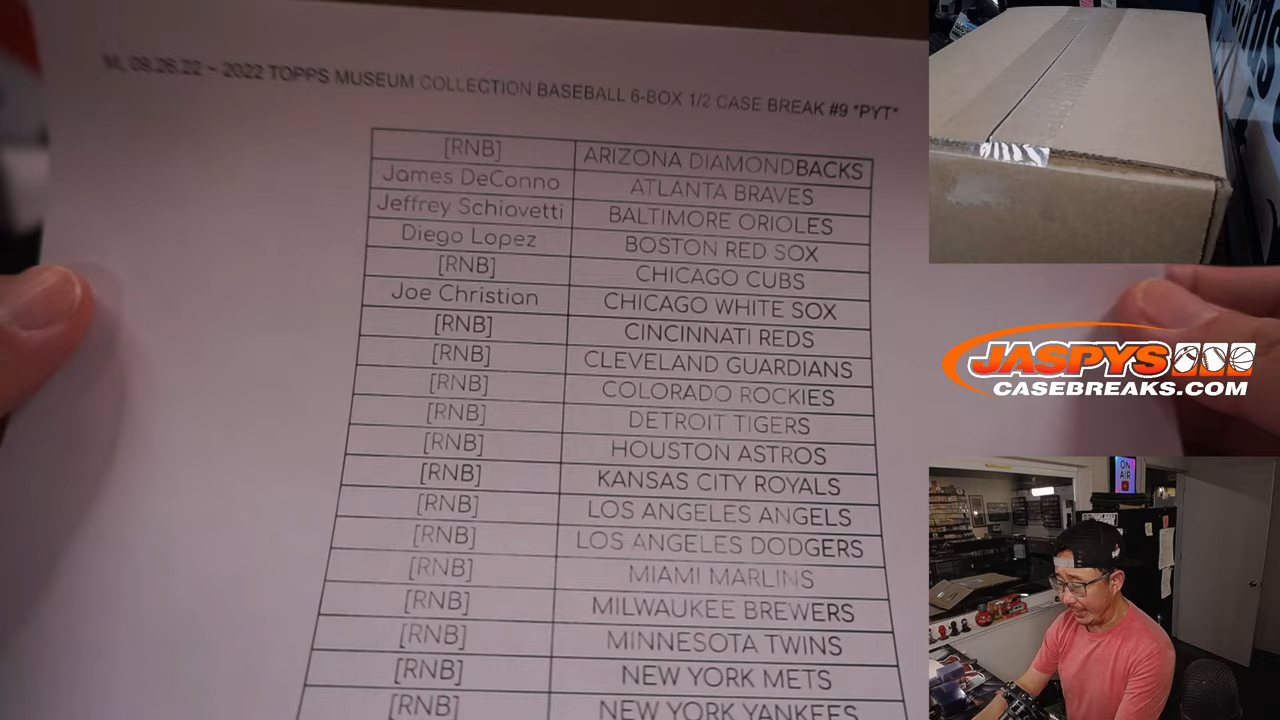 M, 09.26.22 ~ 2022 TOPPS MUSEUM COLLECTION BASEBALL 6-BOX 1/2 CASE BREAK #9 *PYT*
[RNB] ARIZONA DIAMONDBACKS
James DeConno ATLANTA BRAVES
Jeffrey Schiovetti BALTIMORE ORIOLES
Diego Lopez BOSTON RED SOX
[RNB] CHICAGO CUBS
Joe Christian CHICAGO WHITE SOX
[RNB] CINCINNATI REDS
[RNB] CLEVELAND GUARDIANS
[RNB] COLORADO ROCKIES
[RNB] DETROIT TIGERS
[RNB] HOUSTON ASTROS
[RNB] KANSAS CITY ROYALS
[RNB] LOS ANGELES ANGELS
[RNB] LOS ANGELES DODGERS
[RNB] MIAMI MARLINS
[RNB] MILWAUKEE BREWERS
[RNB] MINNESOTA TWINS
[RNB] NEW YORK METS
[RNB] NEW YORK YANKEES
JASPYS
CASEBREAKS.COM
ON
AIR